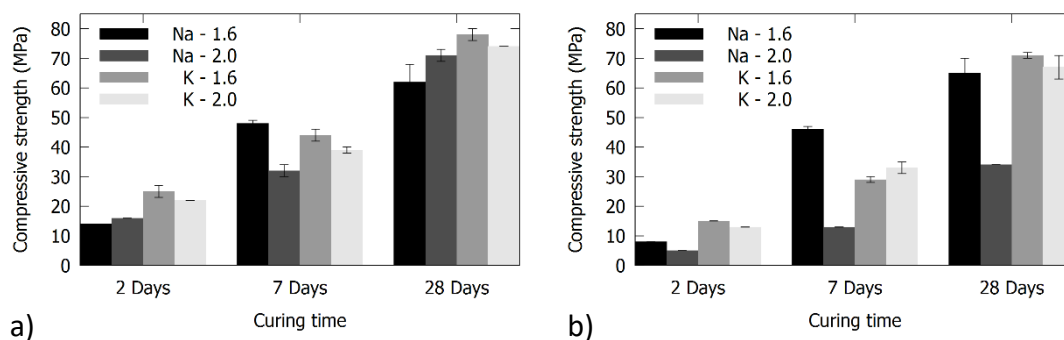 Compressive strength (MPa)
80
70
60
50
40
30
20
10
0
Na - 1.6
Na - 2.0
K - 1.6
K - 2.0
2 Days
7 Days
28 Days
Curing time
a)
Compressive strength (MPa)
80
70
60
50
40
30
20
10
0
Na - 1.6
Na - 2.0
K - 1.6
K - 2.0
2 Days
7 Days
28 Days
Curing time
b)